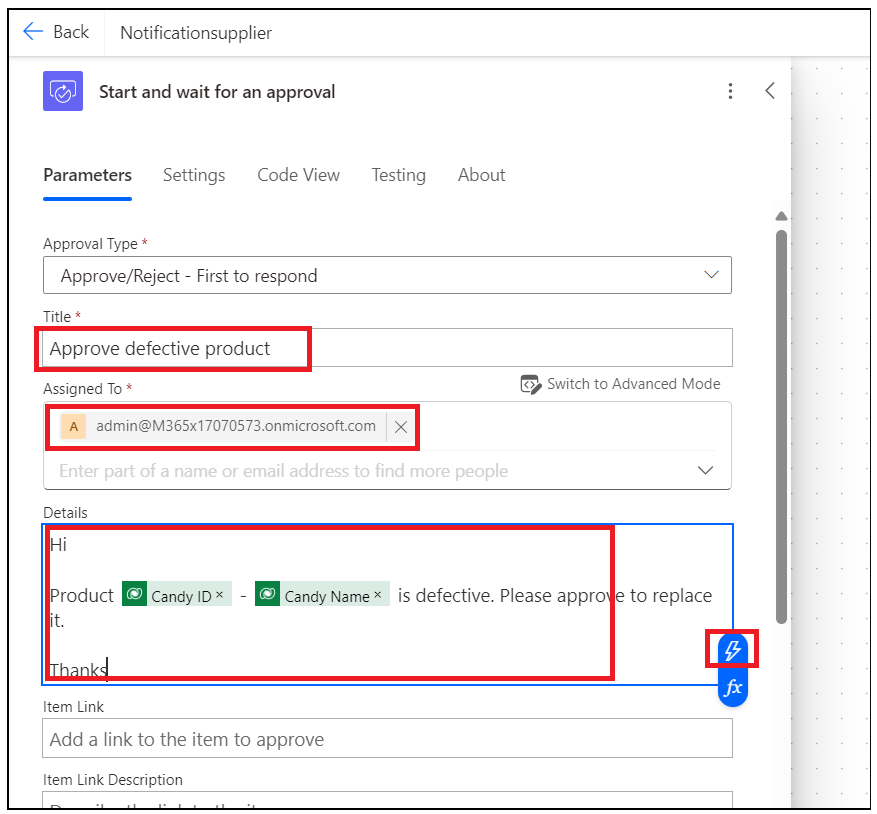 Back Notificationsupplier
Start and wait for an approval
Parameters Settings Code View Testing About
Approval Type *
Approve/Reject - First to respond
Title *
Approve defective product
Assigned To *
Switch to Advanced Mode
A admin@M365x17070573.onmicrosoft.com
Enter part of a name or email address to find more people
Details
Hi
Product Candy ID × - Candy Name × is defective. Please approve to replace
it.
Thanks
fx
Item Link
Add a link to the item to approve
Item Link Description